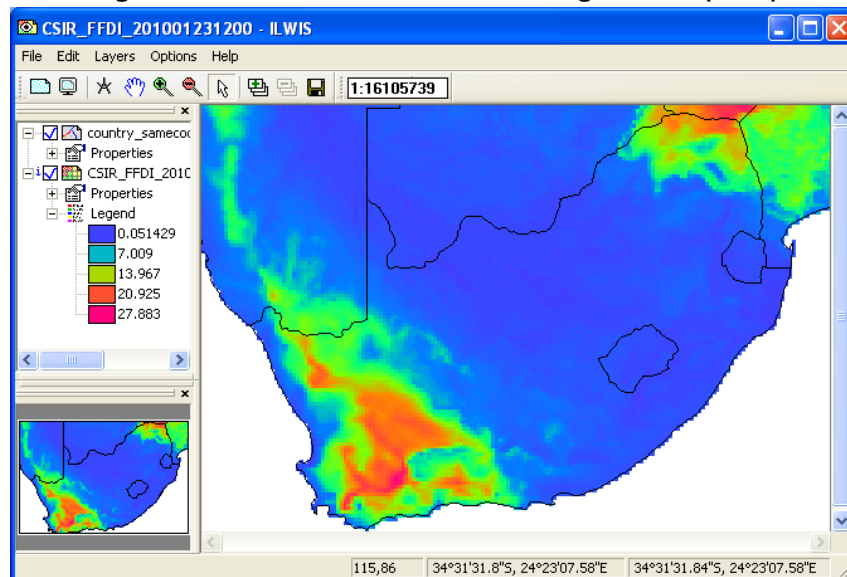 CSIR_FFDI_201001231200 - ILWIS
File Edit Layers Options Help
1:16105739
country_samecoo
Properties
CSIR_FFDI_201C
Properties
Legend
0.051429
7.009
13.967
20.925
27.883
115,86 34°31'31.8"S, 24°23'07.58"E 34°31'31.84"S, 24°23'07.58"E